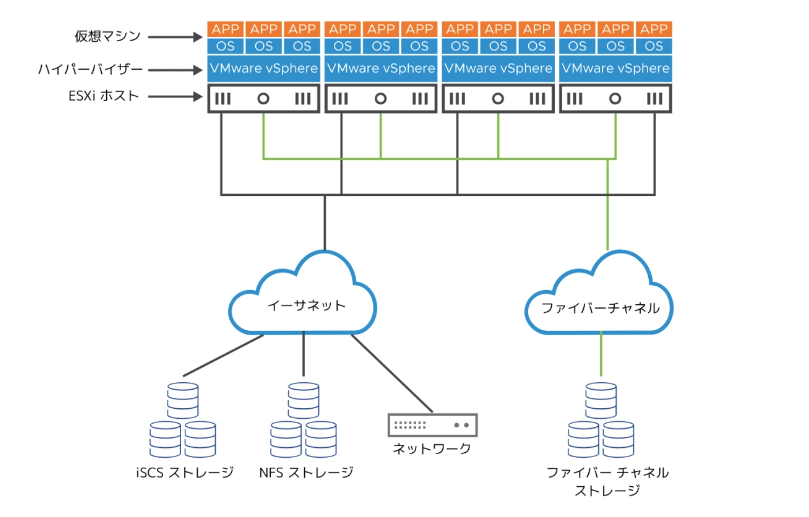 仮想マシン
APP APP APP APP APP APP APP APP APP APP APP APP
OS OS OS OS OS OS OS OS OS OS OS OS
ハイパーバイザー
VMware vSphere VMware vSphere VMware vSphere VMware vSphere
ESXi ホスト
イーサネット
ファイバーチャネル
iSCS ストレージ
NFS ストレージ
ネットワーク
ファイバー チャネル
ストレージ